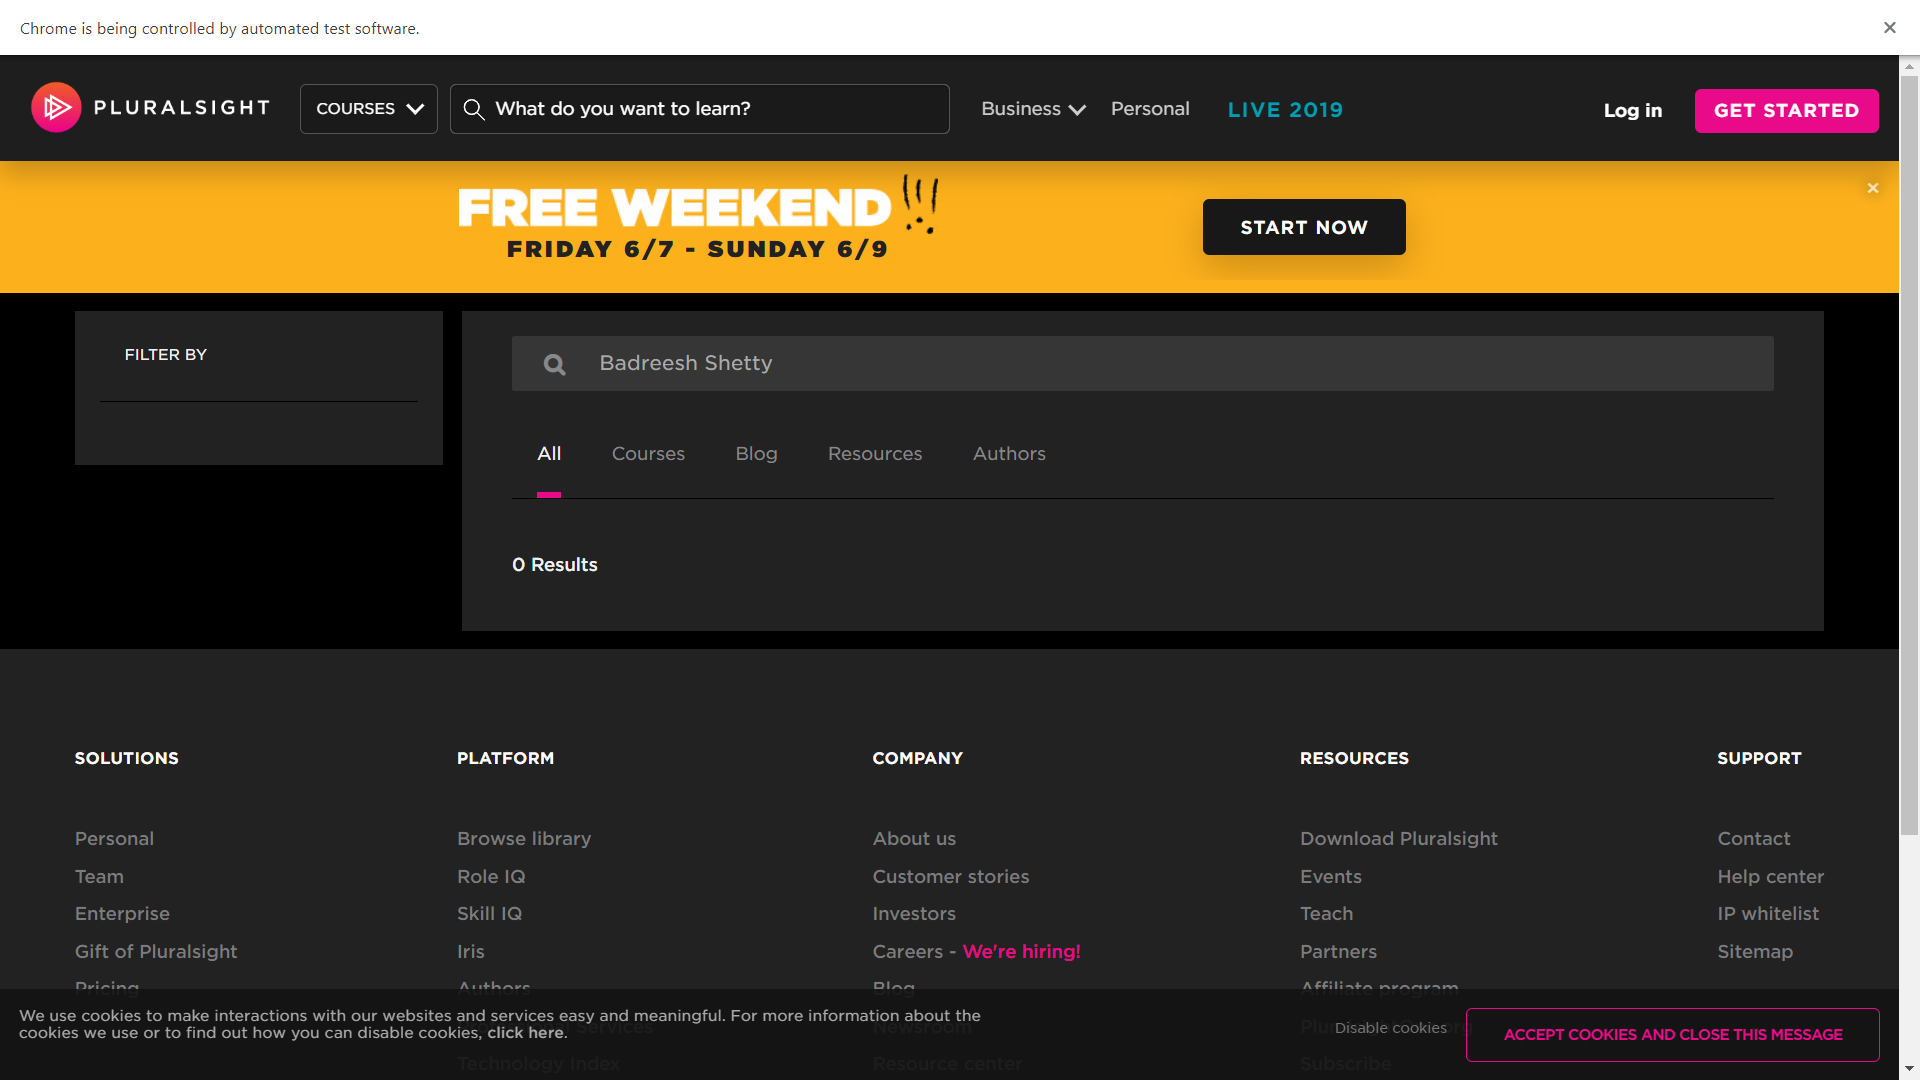 Chrome is being controlled by automated test software.
PLURALSIGHT
COURSES
What do you want to learn?
Business
Personal
LIVE 2019
Log in
GET STARTED
FREE WEEKEND!!!
FRIDAY 6/7 - SUNDAY 6/9
START NOW
FILTER BY
Badreesh Shetty
All
Courses
Blog
Resources
Authors
0 Results
SOLUTIONS
Personal
Team
Enterprise
Gift of Pluralsight
Pricing
PLATFORM
Browse library
Role IQ
Skill IQ
Iris
Authors
Services
Technology Index
COMPANY
About us
Customer stories
Investors
Careers - We're hiring!
Blog
Newsroom
Resource center
RESOURCES
Download Pluralsight
Events
Teach
Partners
Affiliate program
Subscribe
SUPPORT
Contact
Help center
IP whitelist
Sitemap
We use cookies to make interactions with our websites and services easy and meaningful. For more information about the
cookies we use or to find out how you can disable cookies, click here.
Disable cookies
ACCEPT COOKIES AND CLOSE THIS MESSAGE